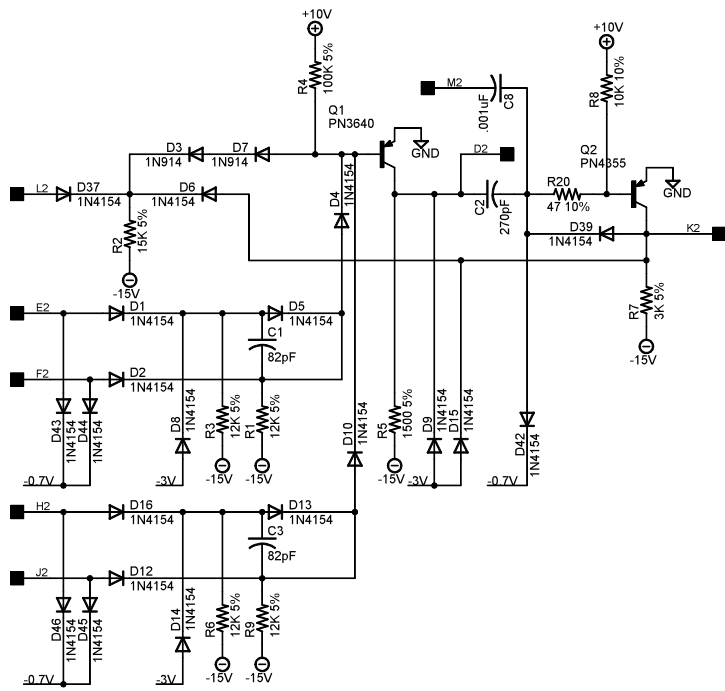 +10V
R4
100K 5%
Q1
PN3640
GND
M2
.001uF
C8
+10V
R8
10K 10%
Q2
PN4355
GND
D3
1N914
D7
1N914
D4
1N4154
D2
L2
D37
1N4154
D6
1N4154
R2
15K 5%
-15V
C2
270pF
R20
47 10%
D39
1N4154
K2
R7
3K 5%
-15V
E2
D1
1N4154
D5
1N4154
C1
82pF
F2
D2
1N4154
D43
1N4154
D44
1N4154
-0.7V
D8
1N4154
-3V
R3
12K 5%
-15V
R1
12K 5%
-15V
D10
1N4154
R5
1500 5%
-15V
D9
1N4154
D15
1N4154
-3V
D42
1N4154
-0.7V
H2
D16
1N4154
D13
1N4154
C3
82pF
J2
D12
1N4154
D46
1N4154
D45
1N4154
-0.7V
D14
1N4154
-3V
R6
12K 5%
-15V
R9
12K 5%
-15V